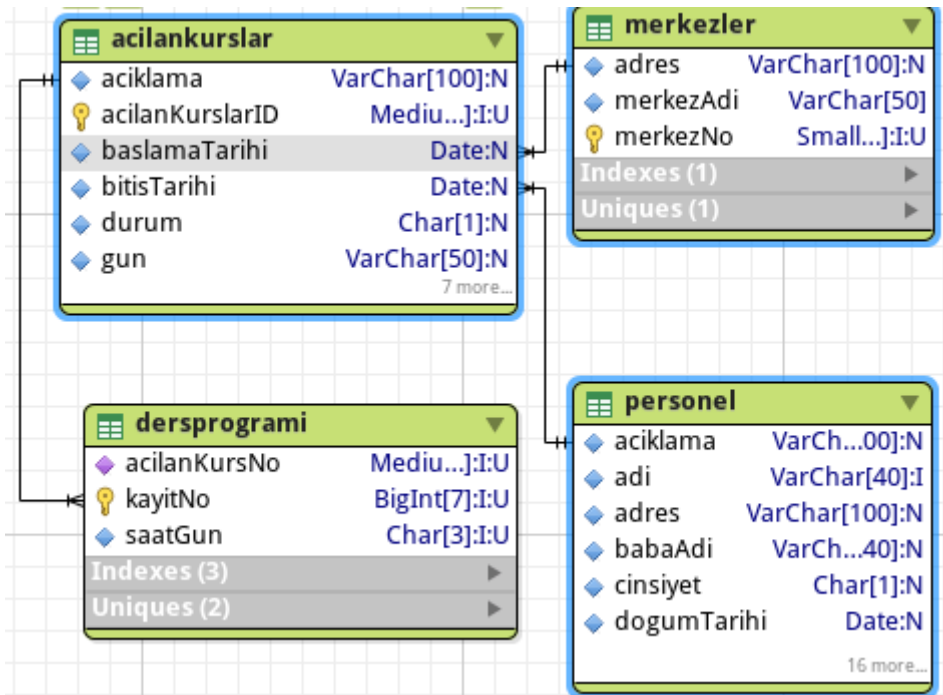 acilankurslar
aciklama VarChar[100]:N
acilanKurslarID Mediu...]:I:U
baslamaTarihi Date:N
bitisTarihi Date:N
durum Char[1]:N
gun VarChar[50]:N
7 more...
merkezler
adres VarChar[100]:N
merkezAdi VarChar[50]
merkezNo Small...]:I:U
Indexes (1)
Uniques (1)
dersprogrami
acilanKursNo Mediu...]:I:U
kayitNo BigInt[7]:I:U
saatGun Char[3]:I:U
Indexes (3)
Uniques (2)
personel
aciklama VarCh...00]:N
adi VarChar[40]:I
adres VarChar[100]:N
babaAdi VarCh...40]:N
cinsiyet Char[1]:N
dogumTarihi Date:N
16 more...